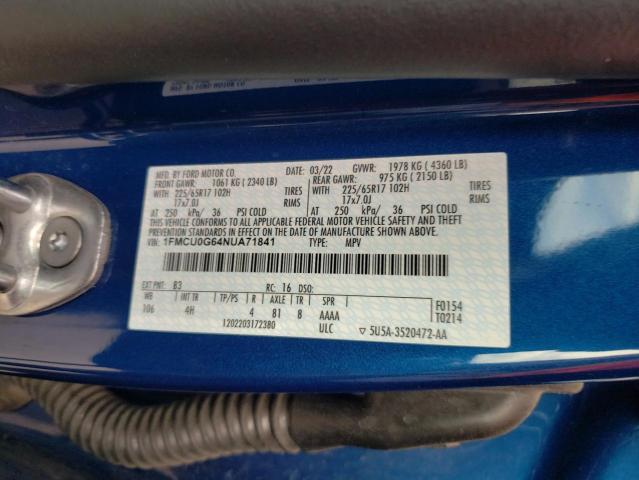 MFD. BY FORD MOTOR CO. 03/22 GVWR: 1978 KG ( 4360 LB)
FRONT GAWR: 1061 KG ( 2340 LB) REAR GAWR: 975 KG ( 2150 LB)
WITH 225/65R17 102H TIRES WITH 225/65R17 102H TIRES
17x7.0J RIMS 17x7.0J RIMS
AT 250 kPa/ 36 PSI COLD AT 250 kPa/ 36 PSI COLD
THIS VEHICLE CONFORMS TO ALL APPLICABLE FEDERAL MOTOR VEHICLE SAFETY AND THEFT PREVENTION STANDARDS IN EFFECT ON THE DATE OF MANUFACTURE SHOWN ABOVE.
VIN: 1FMCU0G64NUA71841 TYPE: MPV
EXT PNT: B3 RC: 16 DSO:
WB INT TR TP/PS R AXLE TR SPR
106 4H 4 81 8 AAAA
1202203172380 ULC
F0154
T0214
▽ 5U5A-3520472-AA